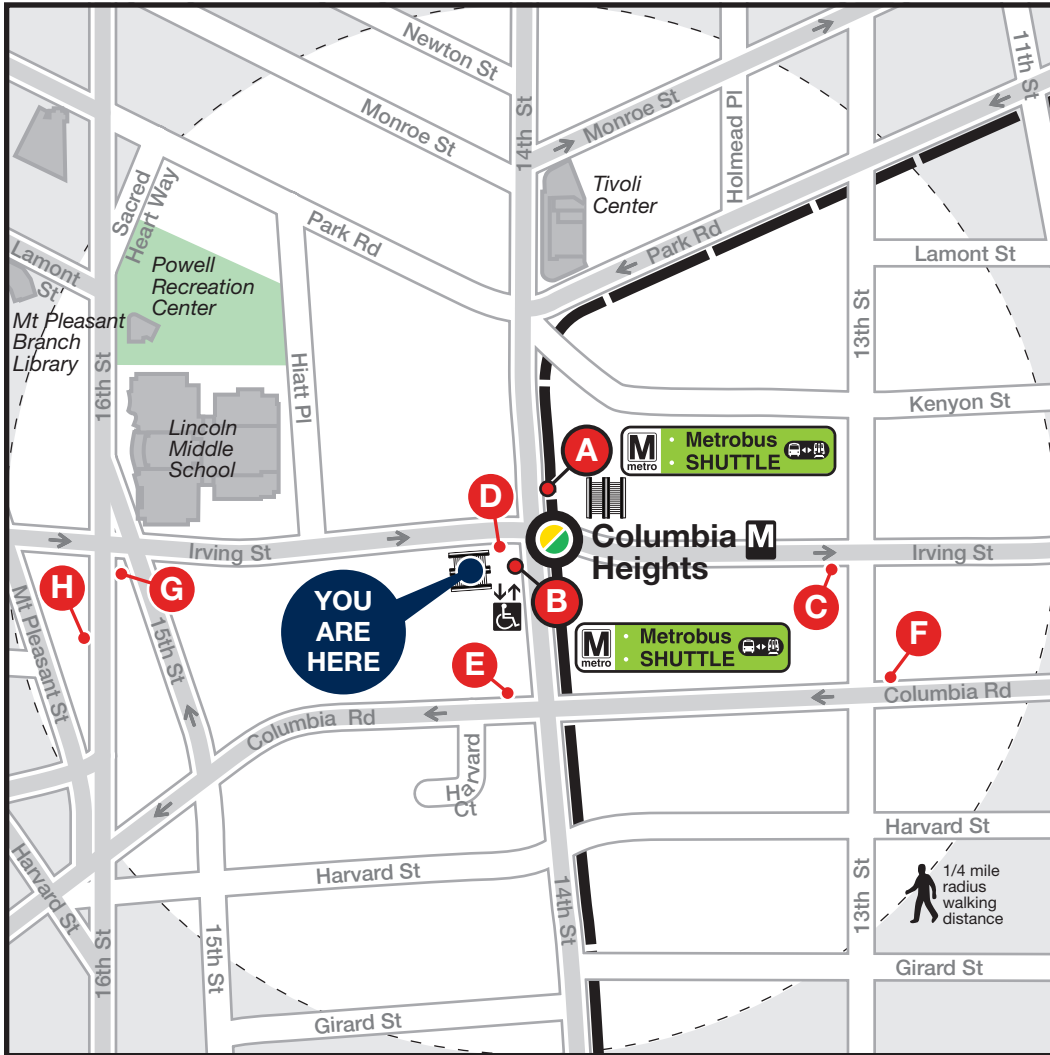 Newton St
14th St
11th St
Monroe St
Monroe St
Holmead Pl
Tivoli
Center
Sacred
Heart Way
Park Rd
Park Rd
Lamont
St
Lamont St
Powell
Recreation
Center
Mt Pleasant
Branch
Library
16th St
Hiatt Pl
13th St
Kenyon St
Lincoln
Middle
School
A
M
metro
Metrobus
SHUTTLE
D
Irving St
Columbia
Heights
M
Irving St
H
G
YOU
ARE
HERE
B
C
Mt Pleasant St
15th St
M
metro
Metrobus
SHUTTLE
E
F
Columbia Rd
Columbia Rd
Harvard
Ct
Harvard St
Harvard St
Harvard St
14th St
13th St
1/4 mile
radius
walking
distance
16th St
15th St
Girard St
Girard St